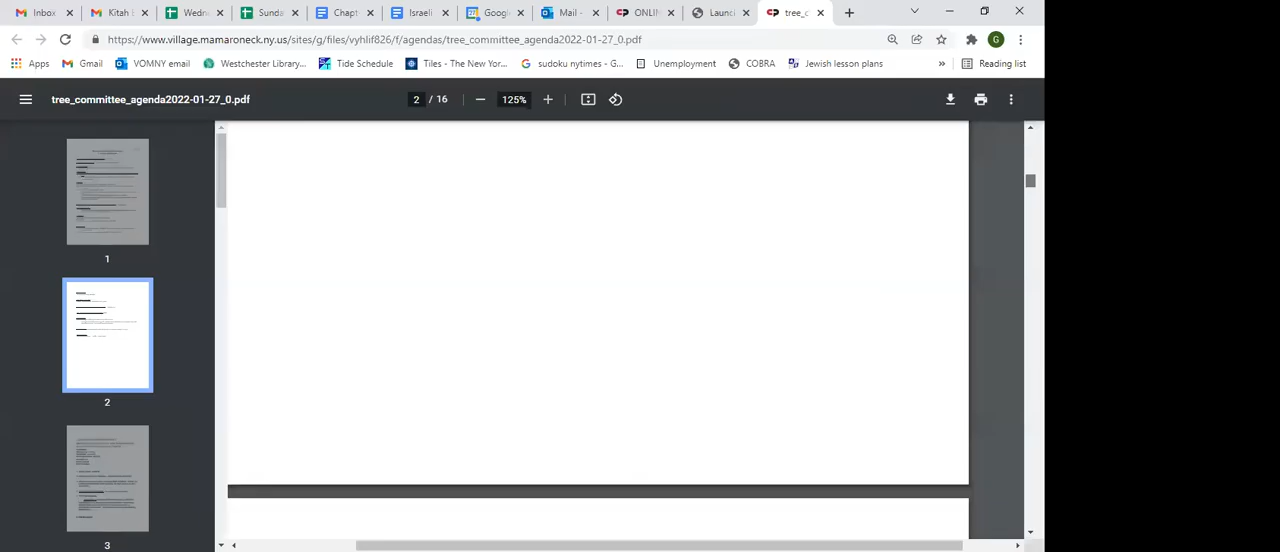 Inbox
Kitah B
Wedn
Sunda
Chapt
Israeli
Googl
Mail -
ONLIN
Launci
tree_c
https://www.village.mamaroneck.ny.us/sites/g/files/vyhlif826/f/agendas/tree_committee_agenda2022-01-27_0.pdf
G
Apps
Gmail
VOMNY email
Westchester Library...
Tide Schedule
Tiles - The New Yor...
sudoku nytimes - G...
Unemployment
COBRA
Jewish lesson plans
»
Reading list
tree_committee_agenda2022-01-27_0.pdf
2 / 16
125%
1
2
3